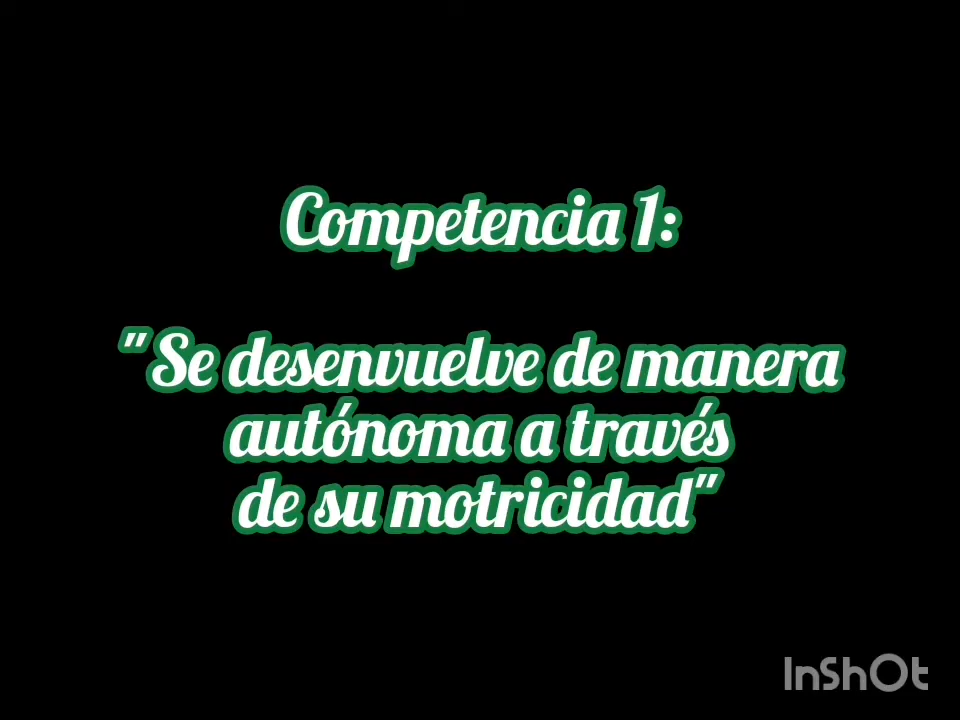 Competencia 1:
"Se desenvuelve de manera
autónoma a través
de su motricidad"
InShOt